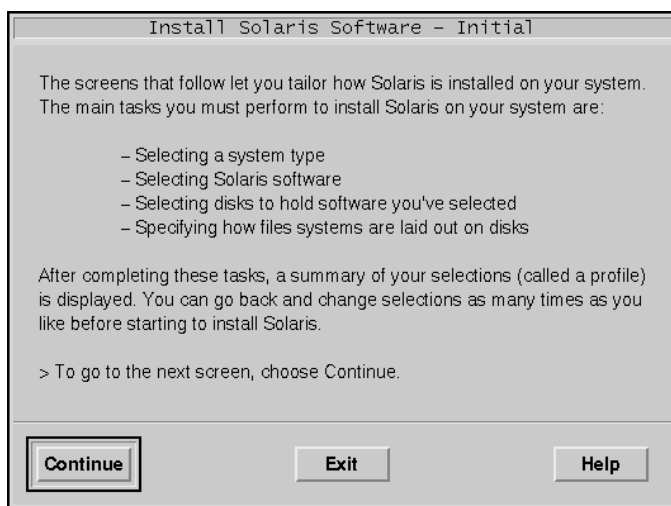 Install Solaris Software - Initial
The screens that follow let you tailor how Solaris is installed on your system.
The main tasks you must perform to install Solaris on your system are:
– Selecting a system type
– Selecting Solaris software
– Selecting disks to hold software you've selected
– Specifying how files systems are laid out on disks
After completing these tasks, a summary of your selections (called a profile)
is displayed. You can go back and change selections as many times as you
like before starting to install Solaris.
> To go to the next screen, choose Continue.
Continue Exit Help